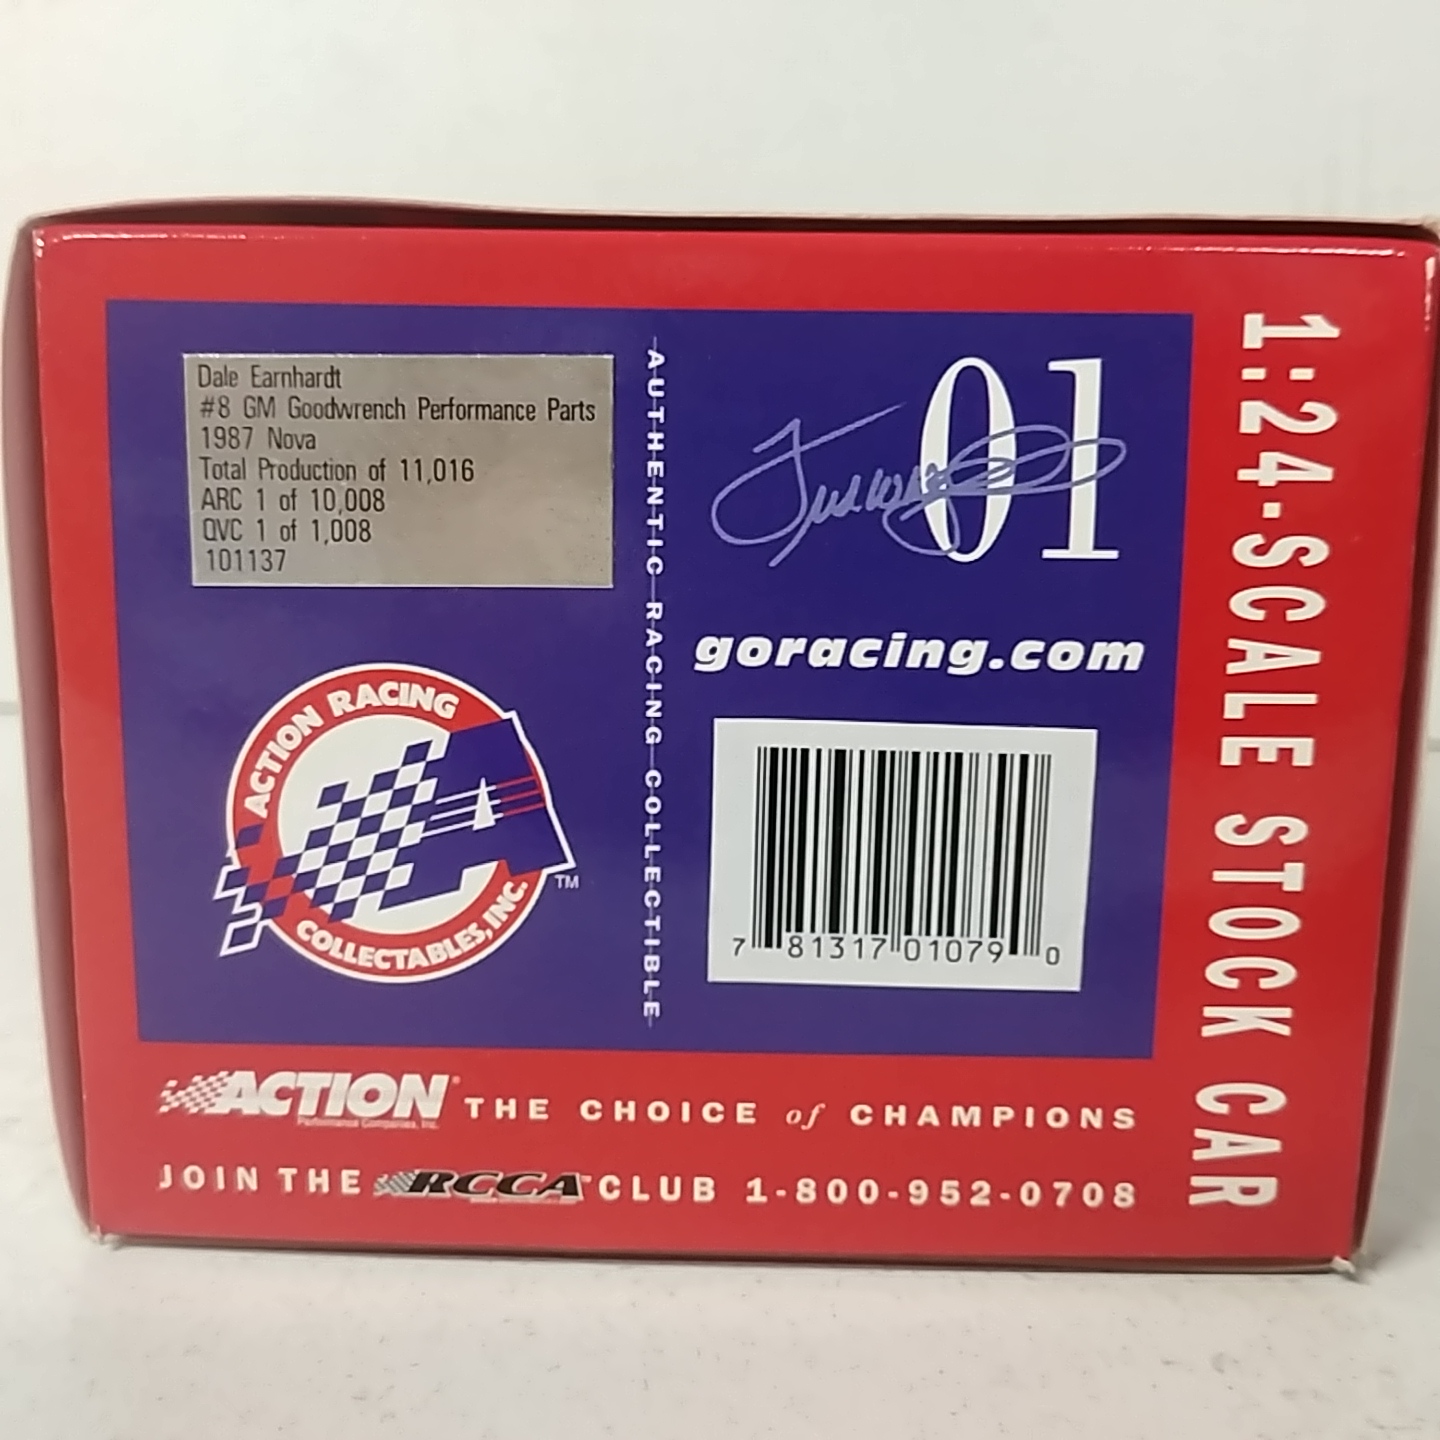 Dale Earnhardt
#8 GM Goodwrench Performance Parts
1987 Nova
Total Production of 11,016
ARC 1 of 10,008
QVC 1 of 1,008
101137
ACTION RACING
COLLECTABLES, INC.
TM
AUTHENTIC RACING COLLECTIBLE
01
goracing.com
7 81317 01079 0
1:24-SCALE STOCK CAR
ACTION THE CHOICE of CHAMPIONS
Performance Companies, Inc.
JOIN THE RCCA CLUB 1-800-952-0708